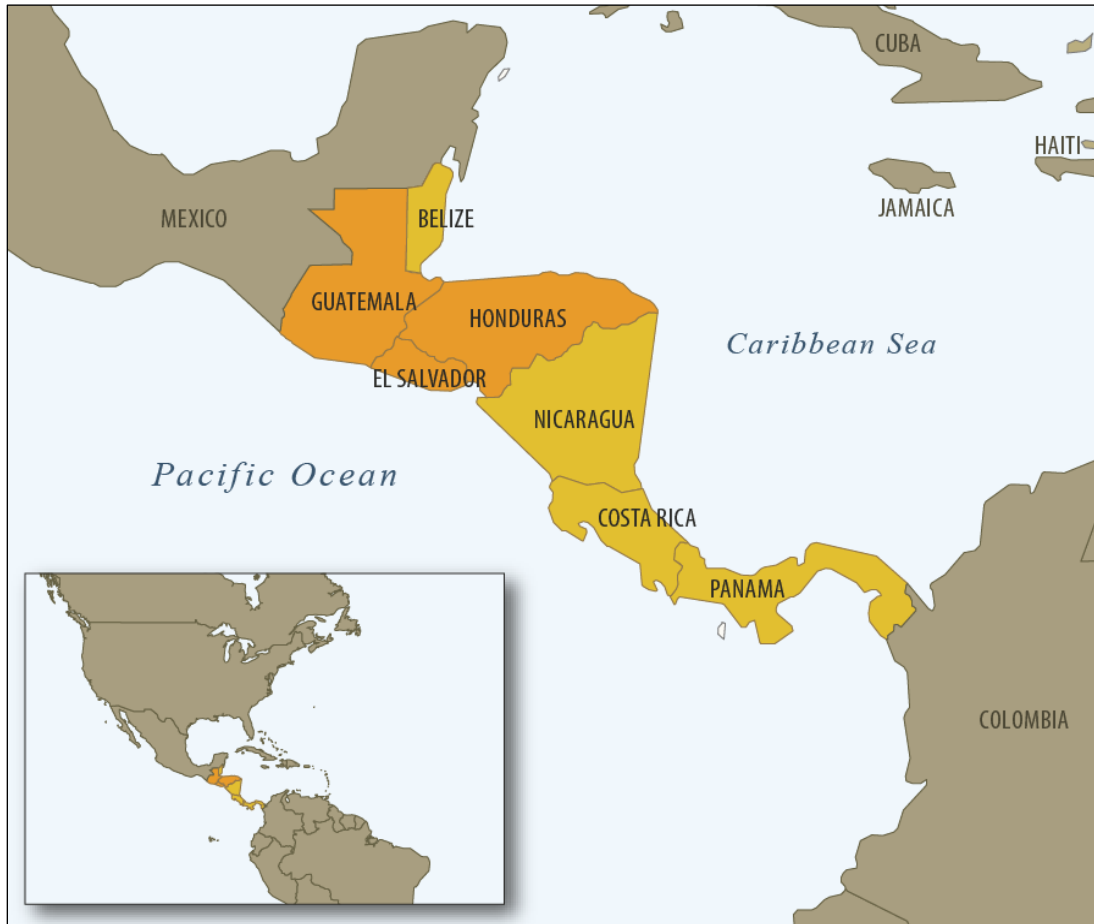 CUBA
HAITI
JAMAICA
MEXICO
BELIZE
GUATEMALA
HONDURAS
Caribbean Sea
EL SALVADOR
NICARAGUA
Pacific Ocean
COSTA RICA
PANAMA
COLOMBIA